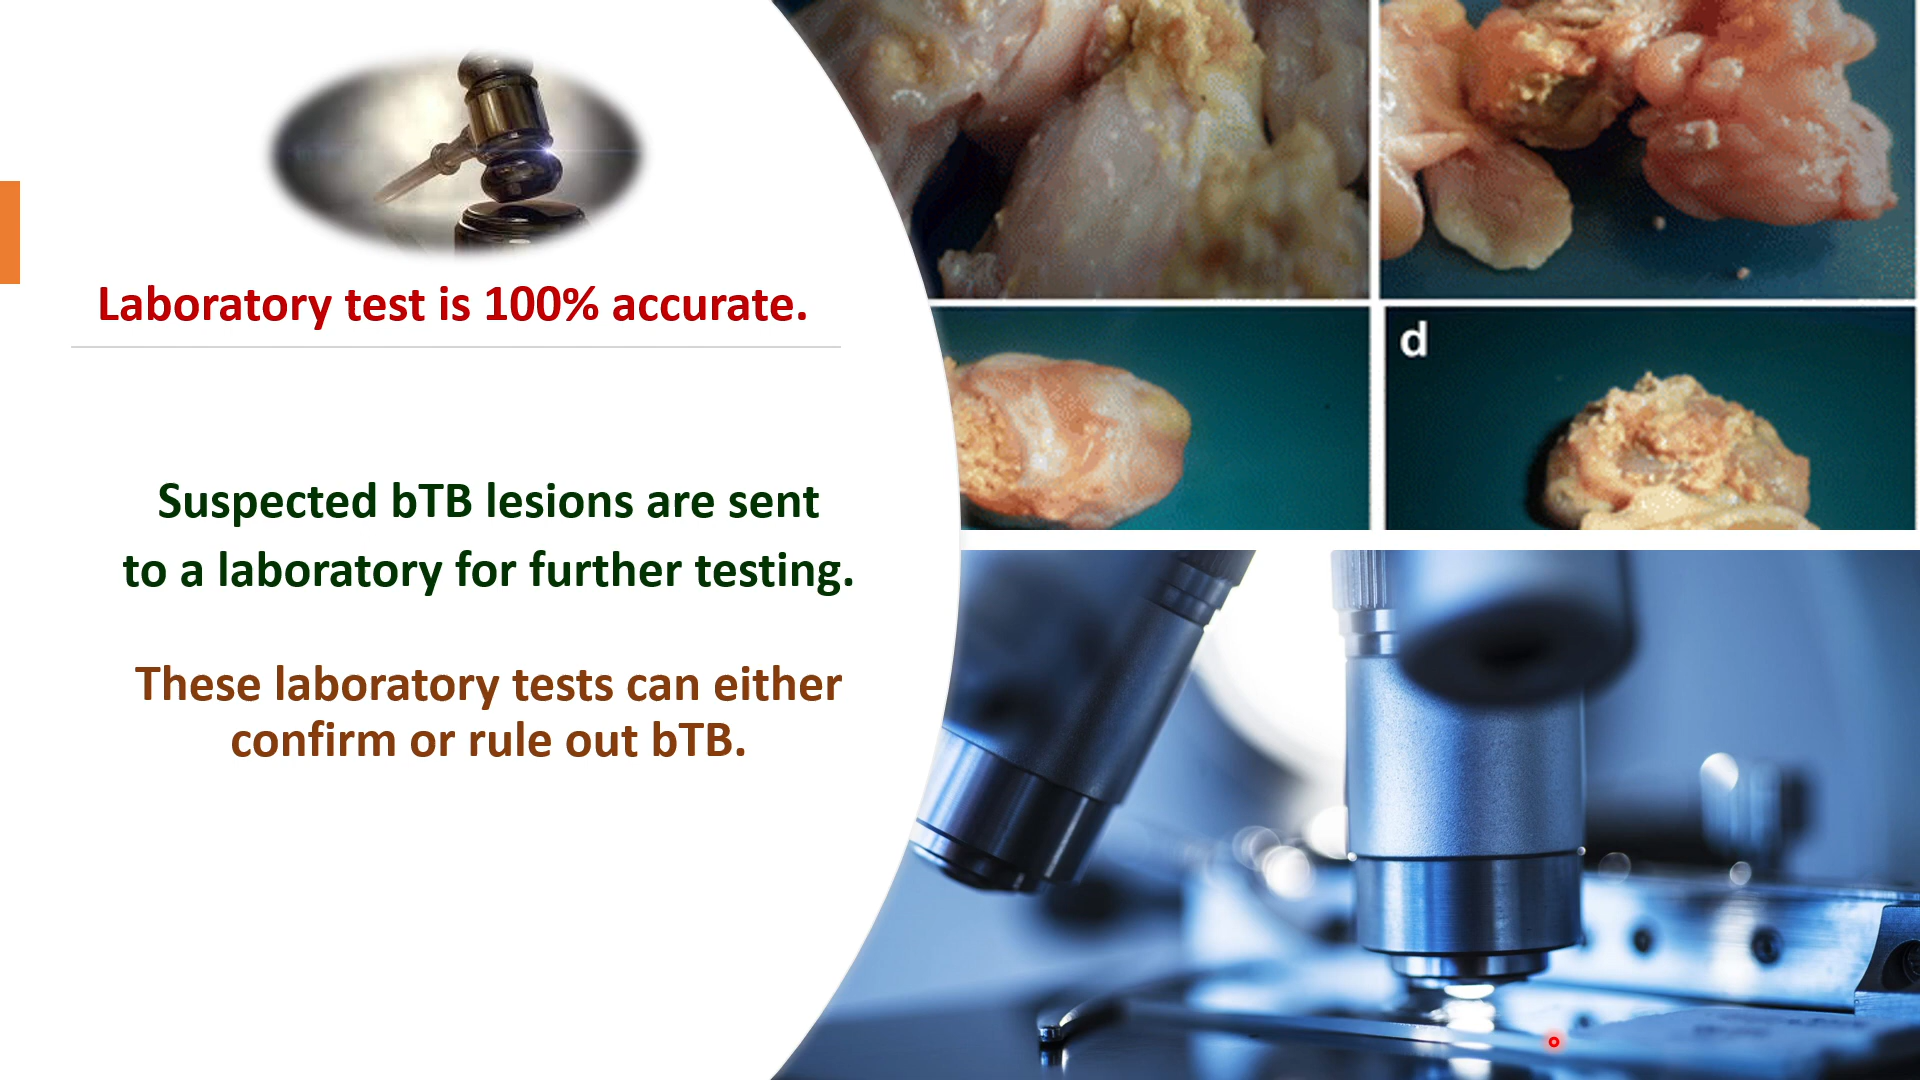 Laboratory test is 100% accurate.
Suspected bTB lesions are sent
to a laboratory for further testing.
These laboratory tests can either
confirm or rule out bTB.
d